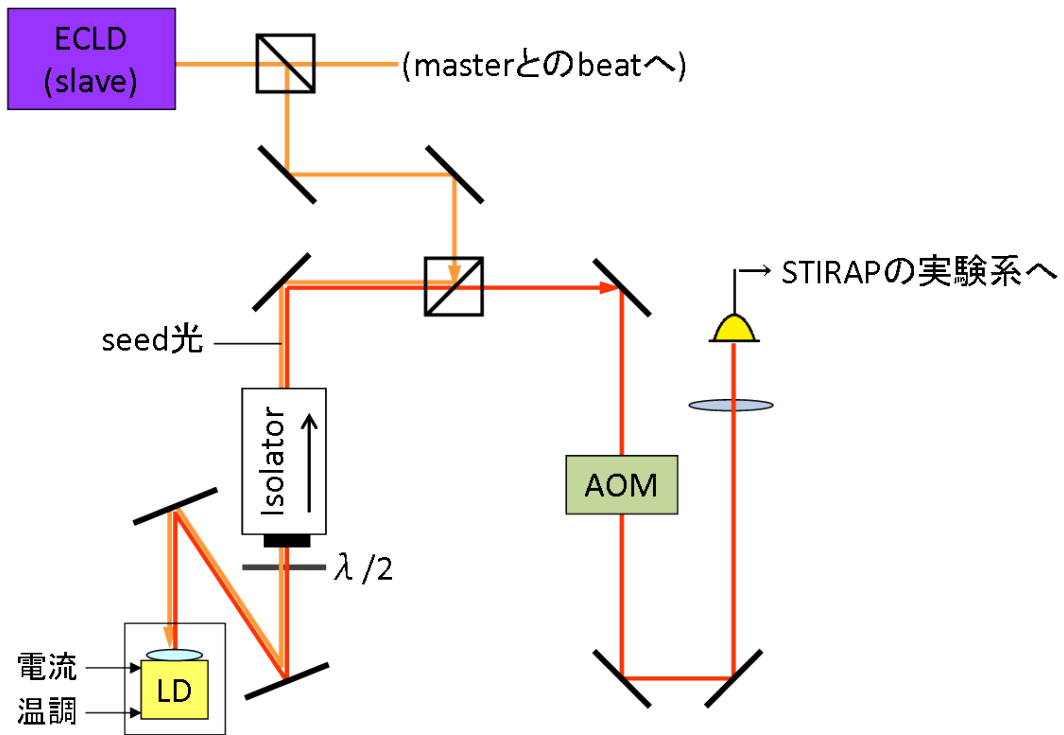 ECLD
(slave)
(masterとのbeatへ)
→ STIRAPの実験系へ
seed光
Isolator
AOM
λ/2
電流
温調
LD